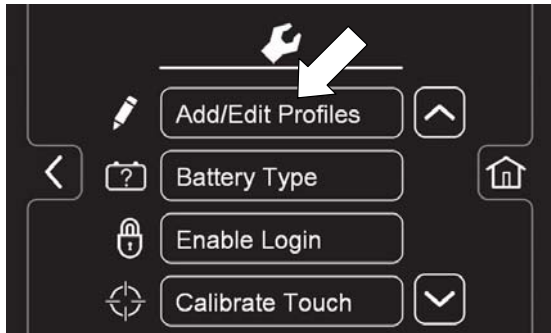 Add/Edit Profiles
?
Battery Type
Enable Login
Calibrate Touch